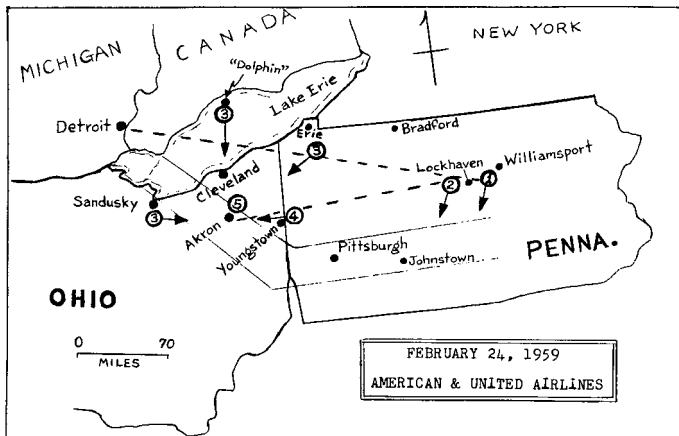 MICHIGAN
CANADA
NEW YORK
"Dolphin"
Lake Erie
3
Detroit
Erie
3
Bradford
Lockhaven
Williamsport
2
1
Cleveland
Sandusky
3
5
4
Akron
Youngstown
Pittsburgh
Johnstown
PENNA.
OHIO
0 70
MILES
FEBRUARY 24, 1959
AMERICAN & UNITED AIRLINES